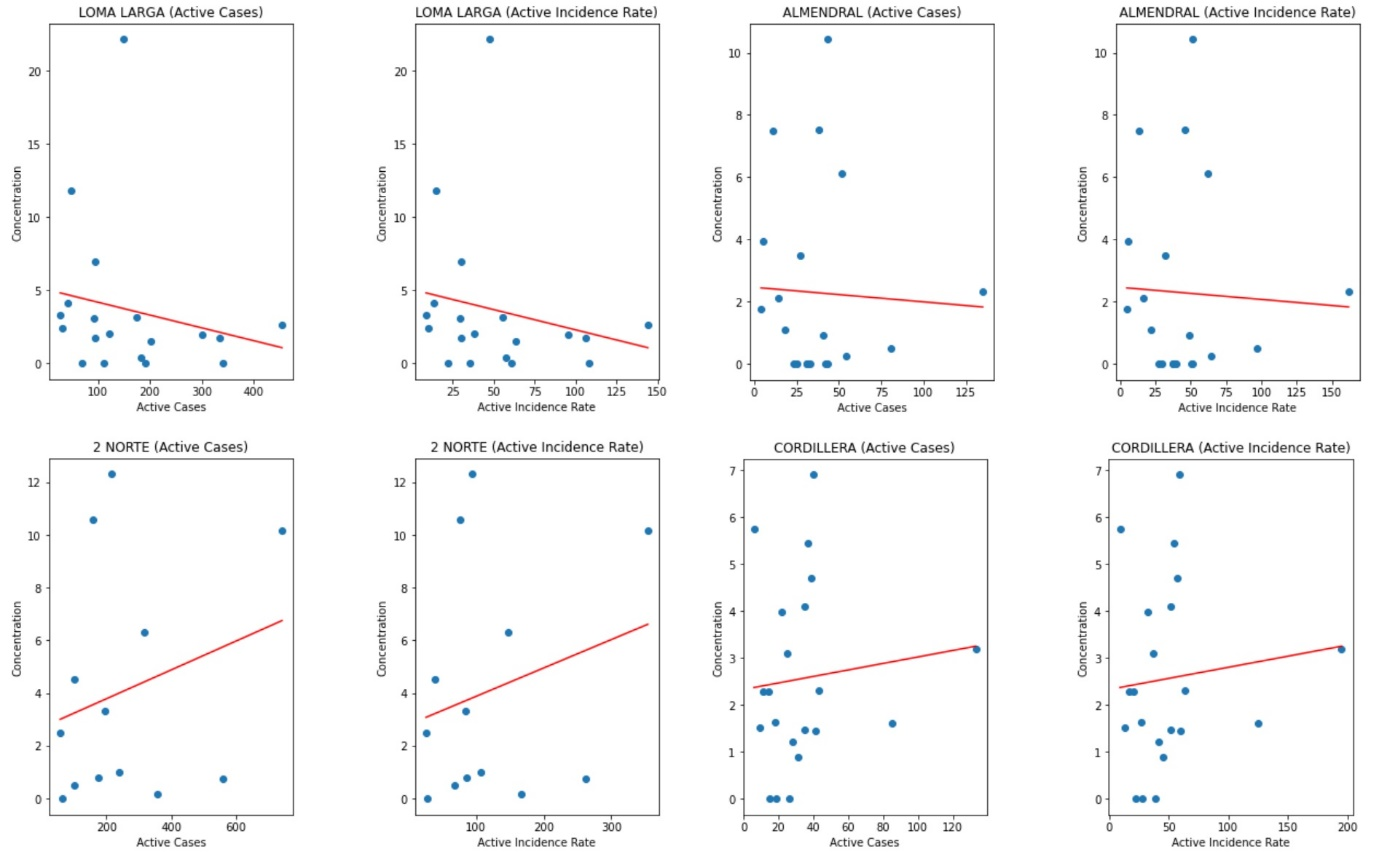 LOMA LARGA (Active Cases)
20
15
10
5
0
Concentration
100 200 300 400
Active Cases
LOMA LARGA (Active Incidence Rate)
20
15
10
5
0
Concentration
25 50 75 100 125 150
Active Incidence Rate
ALMENDRAL (Active Cases)
10
8
6
4
2
0
Concentration
0 25 50 75 100 125
Active Cases
ALMENDRAL (Active Incidence Rate)
10
8
6
4
2
0
Concentration
0 25 50 75 100 125 150
Active Incidence Rate
2 NORTE (Active Cases)
12
10
8
6
4
2
0
Concentration
200 400 600
Active Cases
2 NORTE (Active Incidence Rate)
12
10
8
6
4
2
0
Concentration
100 200 300
Active Incidence Rate
CORDILLERA (Active Cases)
7
6
5
4
3
2
1
0
Concentration
0 20 40 60 80 100 120
Active Cases
CORDILLERA (Active Incidence Rate)
7
6
5
4
3
2
1
0
Concentration
0 50 100 150 200
Active Incidence Rate